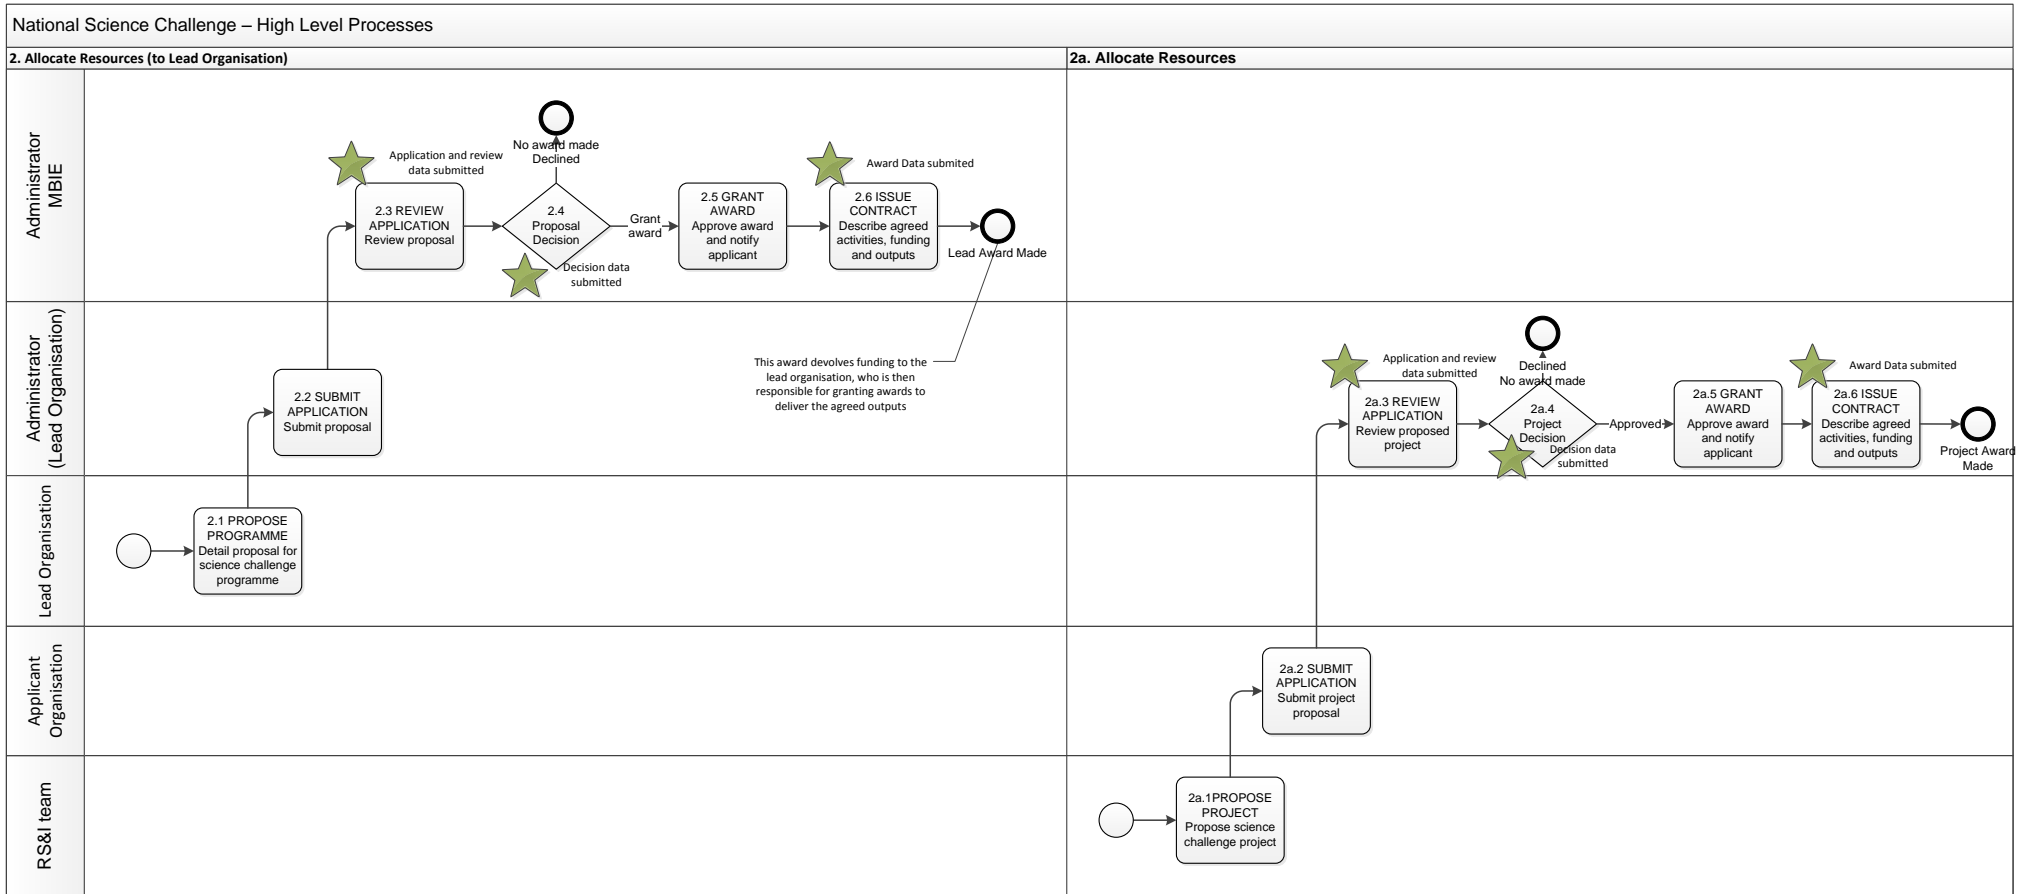 National Science Challenge – High Level Processes
2. Allocate Resources (to Lead Organisation)
2a. Allocate Resources
Administrator
MBIE
No award made
Declined
Application and review
data submitted
2.3 REVIEW
APPLICATION
Review proposal
2.4
Proposal
Decision
Decision data
submitted
Grant
award
2.5 GRANT
AWARD
Approve award
and notify
applicant
Award Data submited
2.6 ISSUE
CONTRACT
Describe agreed
activities, funding
and outputs
Lead Award Made
Administrator
(Lead Organisation)
2.2 SUBMIT
APPLICATION
Submit proposal
This award devolves funding to the
lead organisation, who is then
responsible for granting awards to
deliver the agreed outputs
Application and review
data submitted
2a.3 REVIEW
APPLICATION
Review proposed
project
Declined
No award made
2a.4
Project
Decision
Decision data
submitted
Approved
2a.5 GRANT
AWARD
Approve award
and notify
applicant
Award Data submited
2a.6 ISSUE
CONTRACT
Describe agreed
activities, funding
and outputs
Project Award
Made
Lead Organisation
2.1 PROPOSE
PROGRAMME
Detail proposal for
science challenge
programme
Applicant
Organisation
2a.2 SUBMIT
APPLICATION
Submit project
proposal
RS&I team
2a.1PROPOSE
PROJECT
Propose science
challenge project